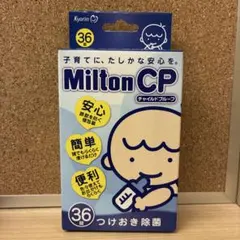 Kyorin
36
子育てに、たしかな安心を。
Milton CP
チャイルドプルーフ
安心
簡単
便利
36
つけおき除菌